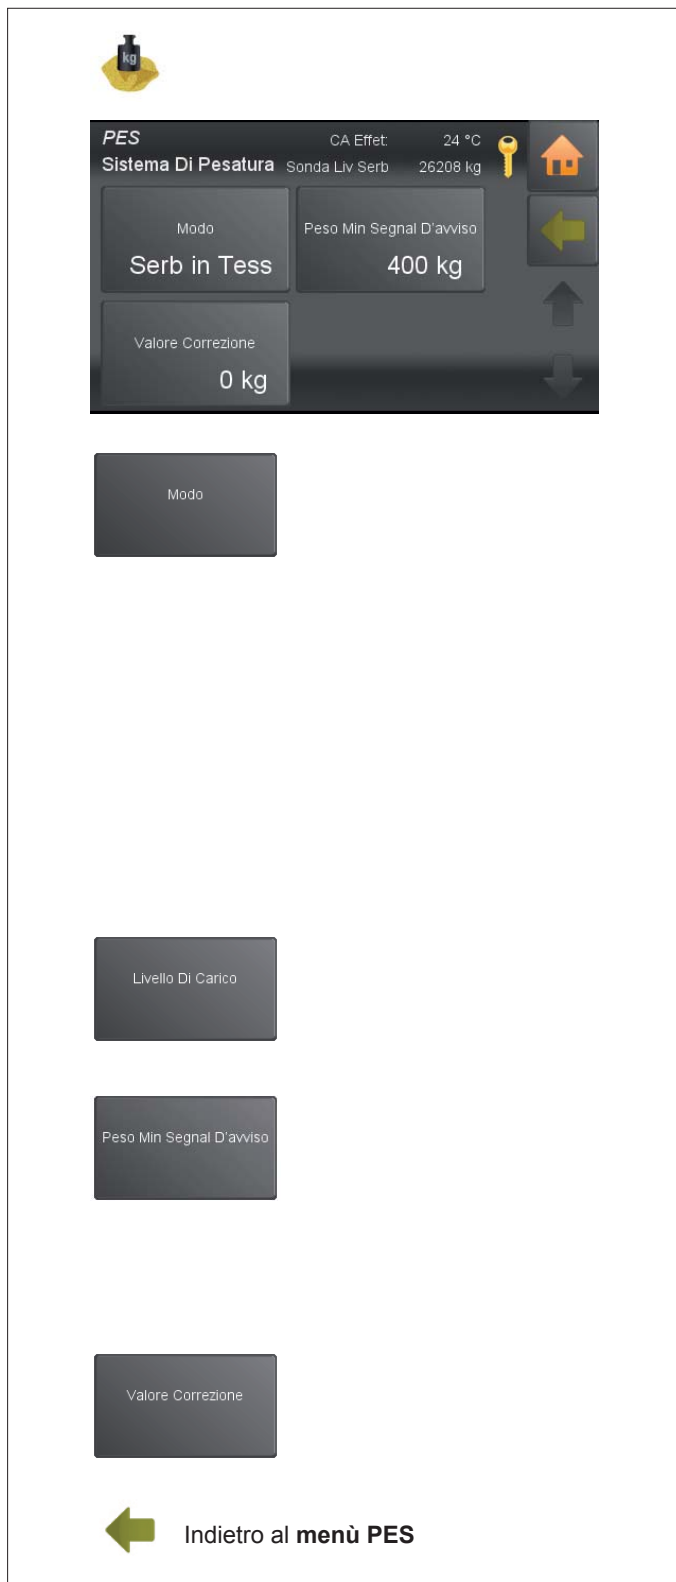 kg
PES CA Effet: 24 °C
Sistema Di Pesatura Sonda Liv Serb 26208 kg
Modo Peso Min Segnal D'avviso
Serb in Tess 400 kg
Valore Correzione
0 kg
Modo
Livello Di Carico
Peso Min Segnal D'avviso
Valore Correzione
Indietro al menù PES